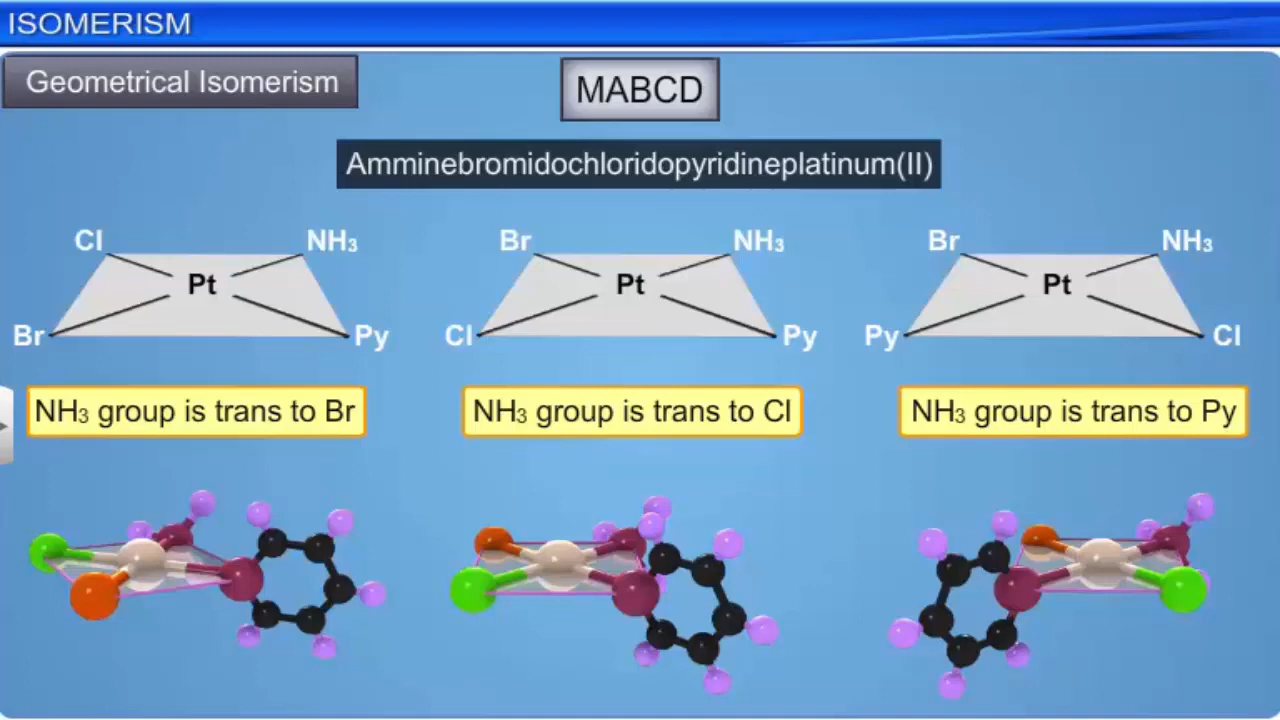 ISOMERISM
Geometrical Isomerism
MABCD
Amminebromidochloridopyridineplatinum(II)
Cl NH₃ Br NH₃ Br NH₃
Pt Pt Pt
Br Py Cl Py Py Cl
NH₃ group is trans to Br
NH₃ group is trans to Cl
NH₃ group is trans to Py